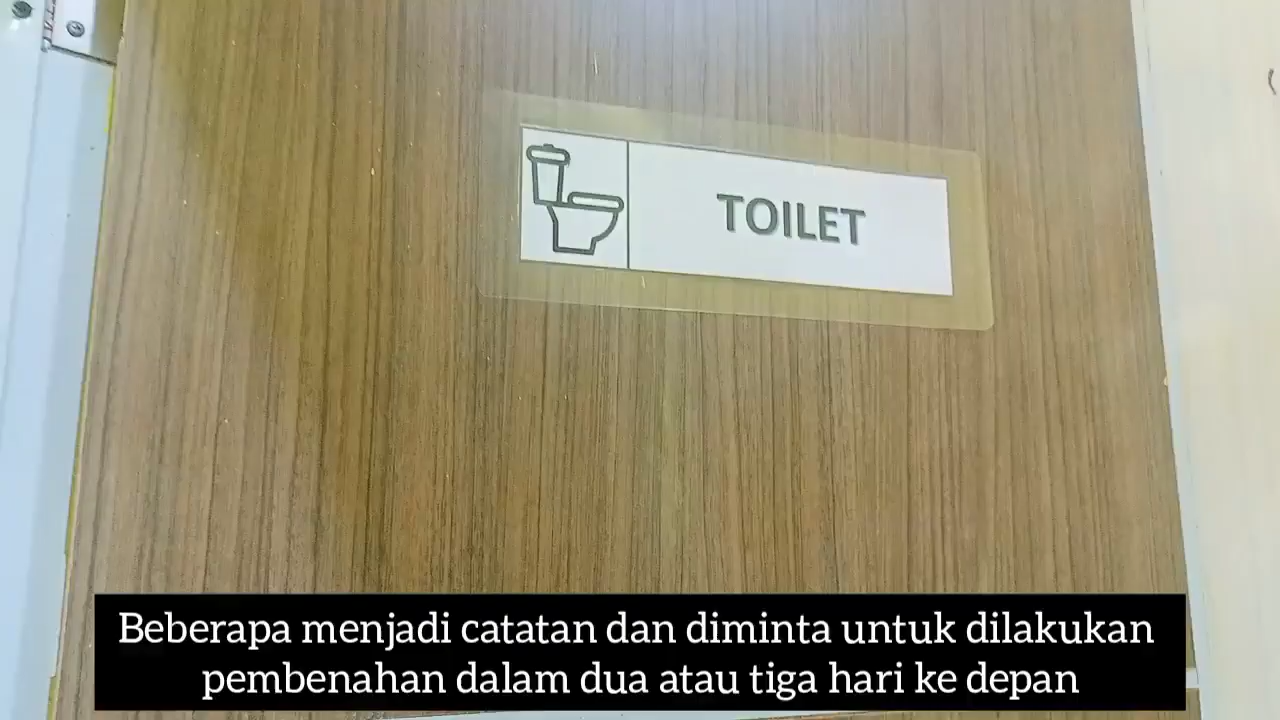 TOILET
Beberapa menjadi catatan dan diminta untuk dilakukan
pembenahan dalam dua atau tiga hari ke depan